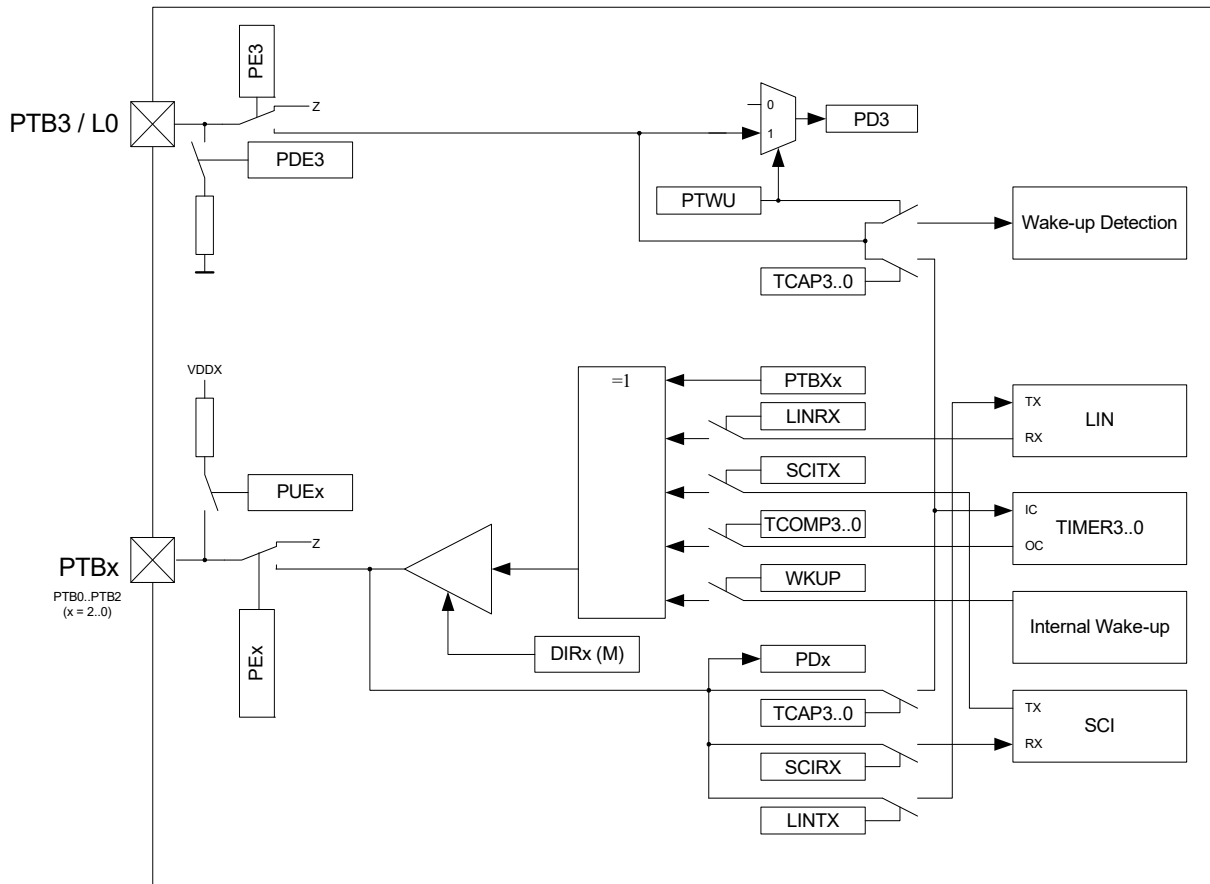 PE3
Z
0
PTB3 / L0
1
PD3
PDE3
PTWU
Wake-up Detection
TCAP3..0
VDDX
=1
PTBXx
LINRX
TX
LIN
RX
SCITX
PUEx
TCOMP3..0
IC
TIMER3..0
OC
Z
PTBx
PTB0..PTB2
(x = 2..0)
WKUP
Internal Wake-up
DIRx (M)
PDx
PEx
TCAP3..0
TX
SCI
RX
SCIRX
LINTX